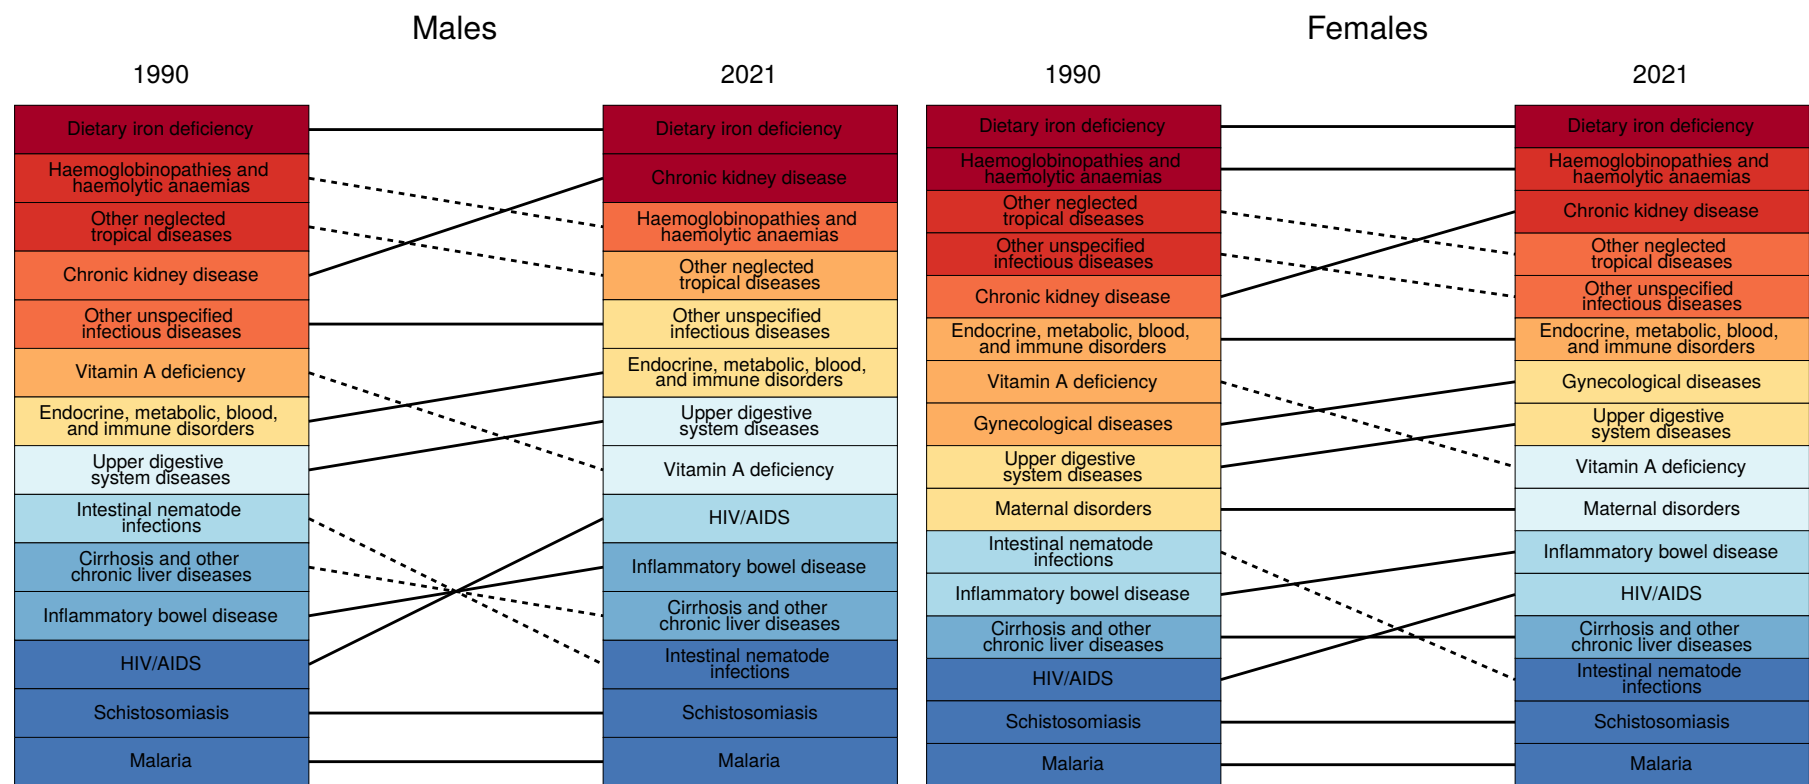 Males
1990
2021
Dietary iron deficiency
Haemoglobinopathies and
haemolytic anaemias
Other neglected
tropical diseases
Chronic kidney disease
Other unspecified
infectious diseases
Vitamin A deficiency
Endocrine, metabolic, blood,
and immune disorders
Upper digestive
system diseases
Intestinal nematode
infections
Cirrhosis and other
chronic liver diseases
Inflammatory bowel disease
HIV/AIDS
Schistosomiasis
Malaria
Dietary iron deficiency
Chronic kidney disease
Haemoglobinopathies and
haemolytic anaemias
Other neglected
tropical diseases
Other unspecified
infectious diseases
Endocrine, metabolic, blood,
and immune disorders
Upper digestive
system diseases
Vitamin A deficiency
HIV/AIDS
Inflammatory bowel disease
Cirrhosis and other
chronic liver diseases
Intestinal nematode
infections
Schistosomiasis
Malaria
Females
1990
2021
Dietary iron deficiency
Haemoglobinopathies and
haemolytic anaemias
Other neglected
tropical diseases
Other unspecified
infectious diseases
Chronic kidney disease
Endocrine, metabolic, blood,
and immune disorders
Vitamin A deficiency
Gynecological diseases
Upper digestive
system diseases
Maternal disorders
Intestinal nematode
infections
Inflammatory bowel disease
Cirrhosis and other
chronic liver diseases
HIV/AIDS
Schistosomiasis
Malaria
Dietary iron deficiency
Haemoglobinopathies and
haemolytic anaemias
Chronic kidney disease
Other neglected
tropical diseases
Other unspecified
infectious diseases
Endocrine, metabolic, blood,
and immune disorders
Gynecological diseases
Upper digestive
system diseases
Vitamin A deficiency
Maternal disorders
Inflammatory bowel disease
HIV/AIDS
Cirrhosis and other
chronic liver diseases
Intestinal nematode
infections
Schistosomiasis
Malaria